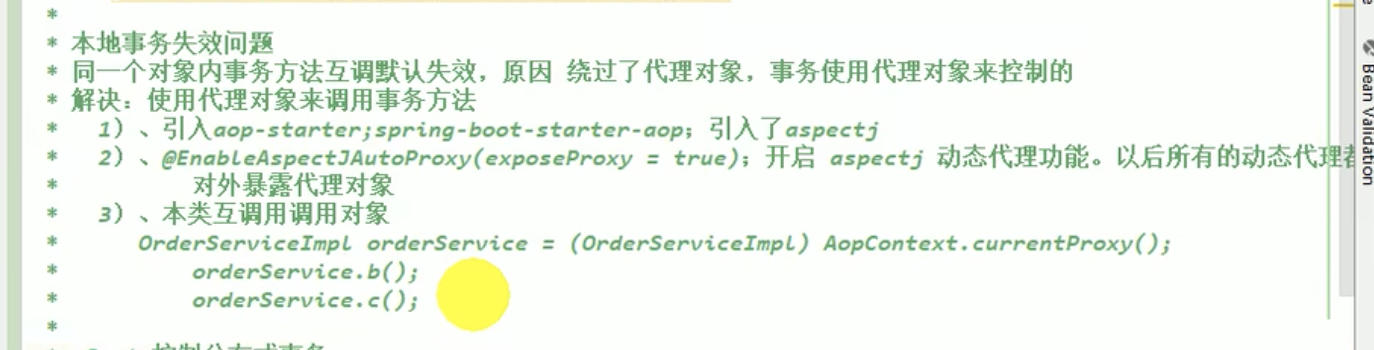 *
* 本地事务失效问题
* 同一个对象内事务方法互调默认失效，原因 绕过了代理对象，事务使用代理对象来控制的
* 解决：使用代理对象来调用事务方法
* 1）、引入aop-starter;spring-boot-starter-aop；引入了aspectj
* 2）、@EnableAspectJAutoProxy(exposeProxy = true)；开启 aspectj 动态代理功能。以后所有的动态代理
* 对外暴露代理对象
* 3）、本类互调用调用对象
* OrderServiceImpl orderService = (OrderServiceImpl) AopContext.currentProxy();
* orderService.b();
* orderService.c();
*
Bean Validation